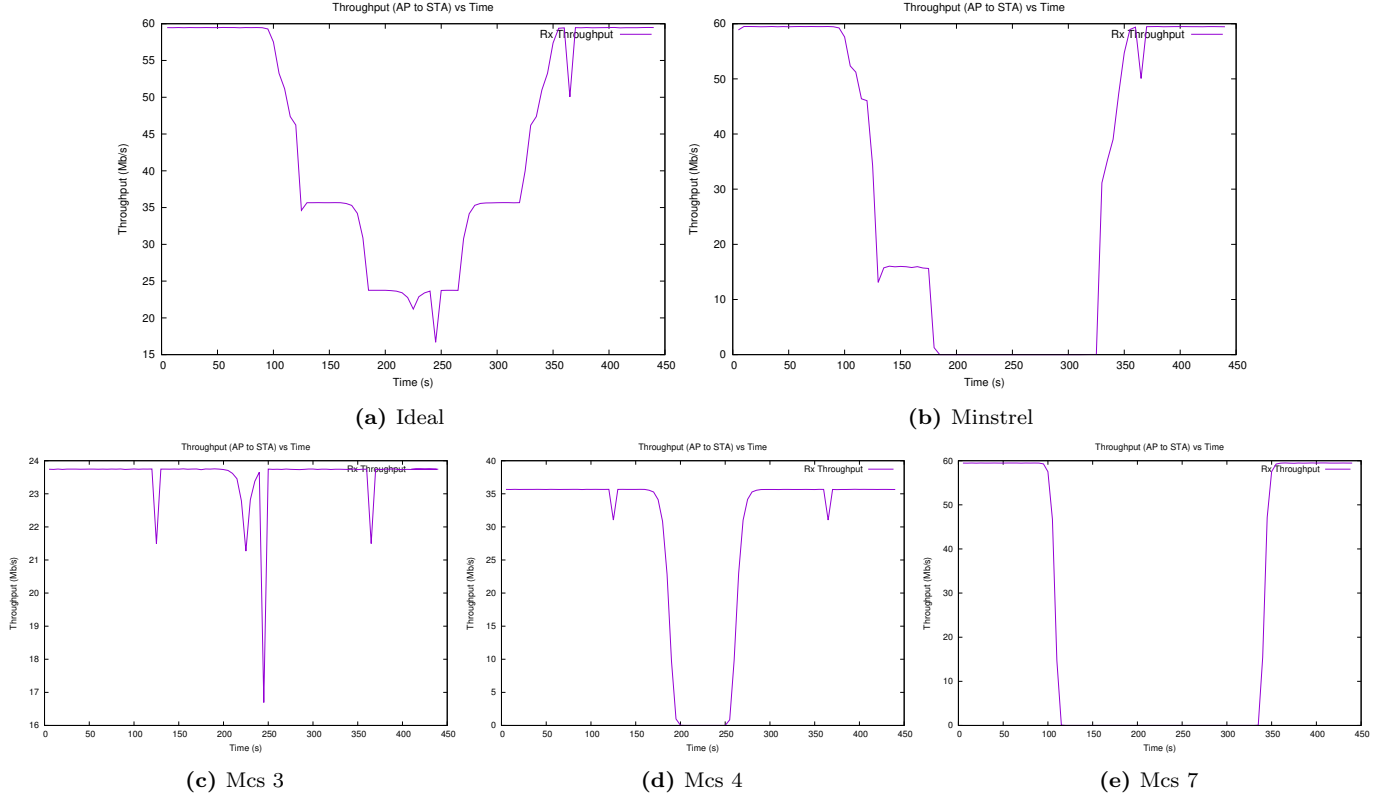 Throughput (AP to STA) vs Time
Rx Throughput
Throughput (Mb/s)
60
55
50
45
40
35
30
25
20
15
0 50 100 150 200 250 300 350 400 450
Time (s)
(a) Ideal
Throughput (AP to STA) vs Time
Rx Throughput
Throughput (Mb/s)
60
50
40
30
20
10
0
0 50 100 150 200 250 300 350 400 450
Time (s)
(b) Minstrel
Throughput (AP to STA) vs Time
Rx Throughput
Throughput (Mb/s)
24
23
22
21
20
19
18
17
16
0 50 100 150 200 250 300 350 400 450
Time (s)
(c) Mcs 3
Throughput (AP to STA) vs Time
Rx Throughput
Throughput (Mb/s)
40
35
30
25
20
15
10
5
0
0 50 100 150 200 250 300 350 400 450
Time (s)
(d) Mcs 4
Throughput (AP to STA) vs Time
Rx Throughput
Throughput (Mb/s)
60
50
40
30
20
10
0
0 50 100 150 200 250 300 350 400 450
Time (s)
(e) Mcs 7